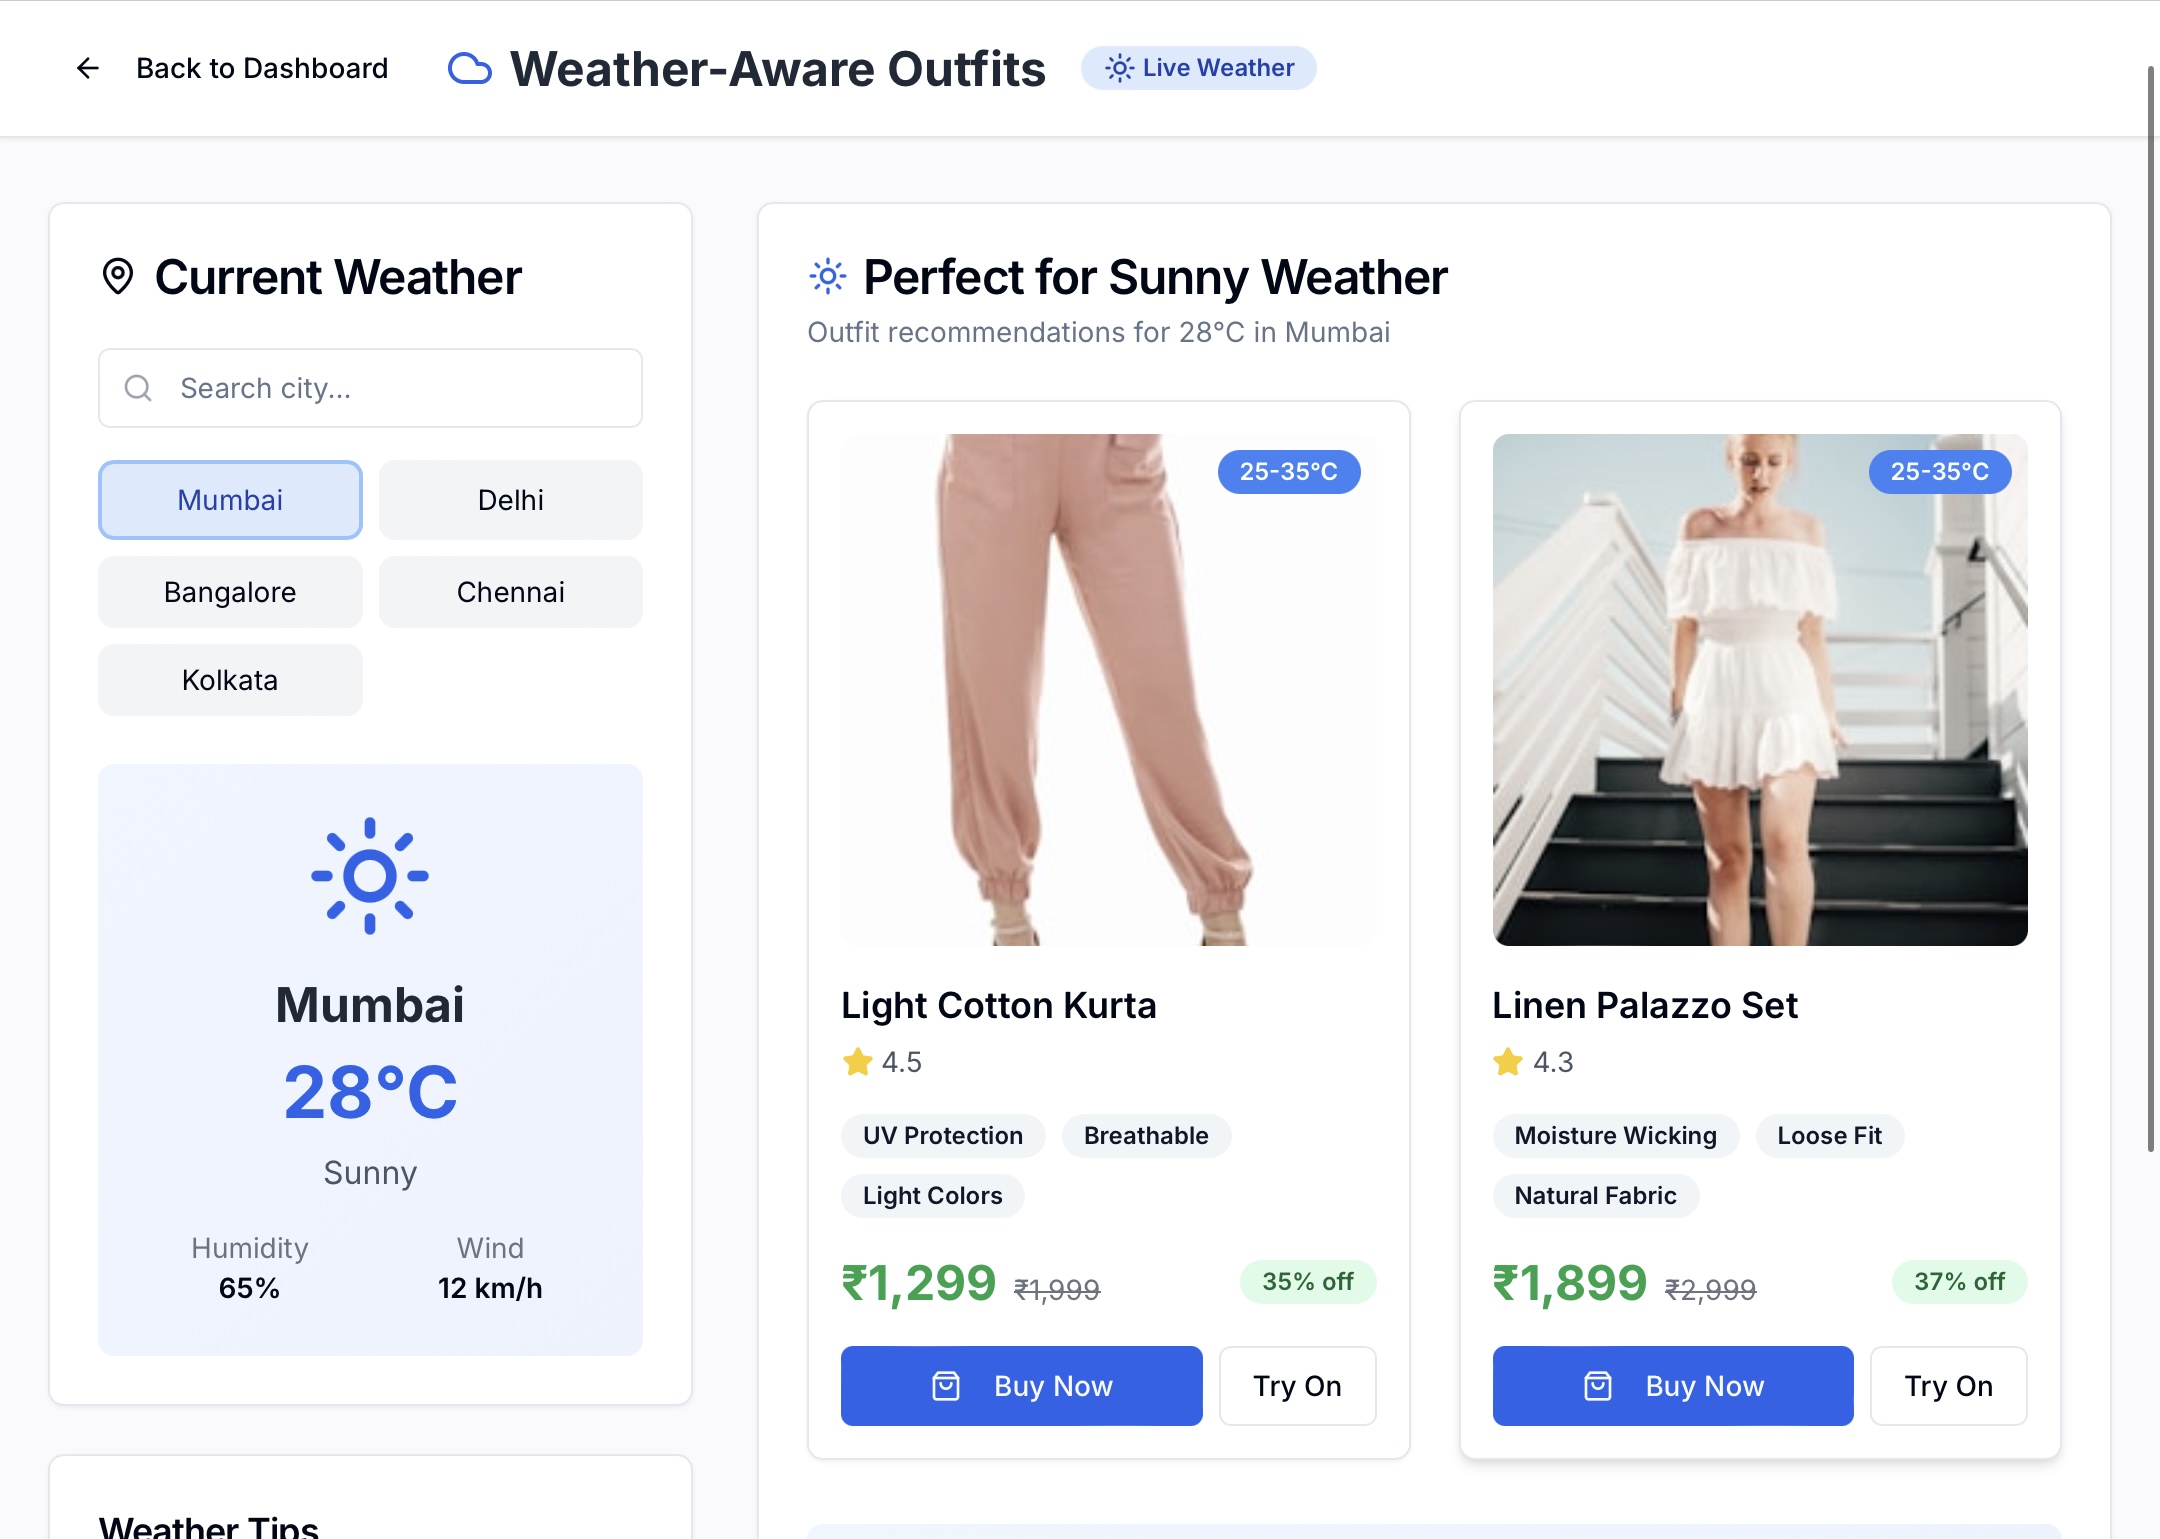 Back to Dashboard
Weather-Aware Outfits
Live Weather
Current Weather
Search city...
Mumbai
Delhi
Bangalore
Chennai
Kolkata
Mumbai
28°C
Sunny
Humidity
Wind
65%
12 km/h
Weather Tips
Perfect for Sunny Weather
Outfit recommendations for 28°C in Mumbai
25-35°C
Light Cotton Kurta
4.5
UV Protection
Breathable
Light Colors
₹1,299 ₹1,999
35% off
Buy Now
Try On
25-35°C
Linen Palazzo Set
4.3
Moisture Wicking
Loose Fit
Natural Fabric
₹1,899 ₹2,999
37% off
Buy Now
Try On